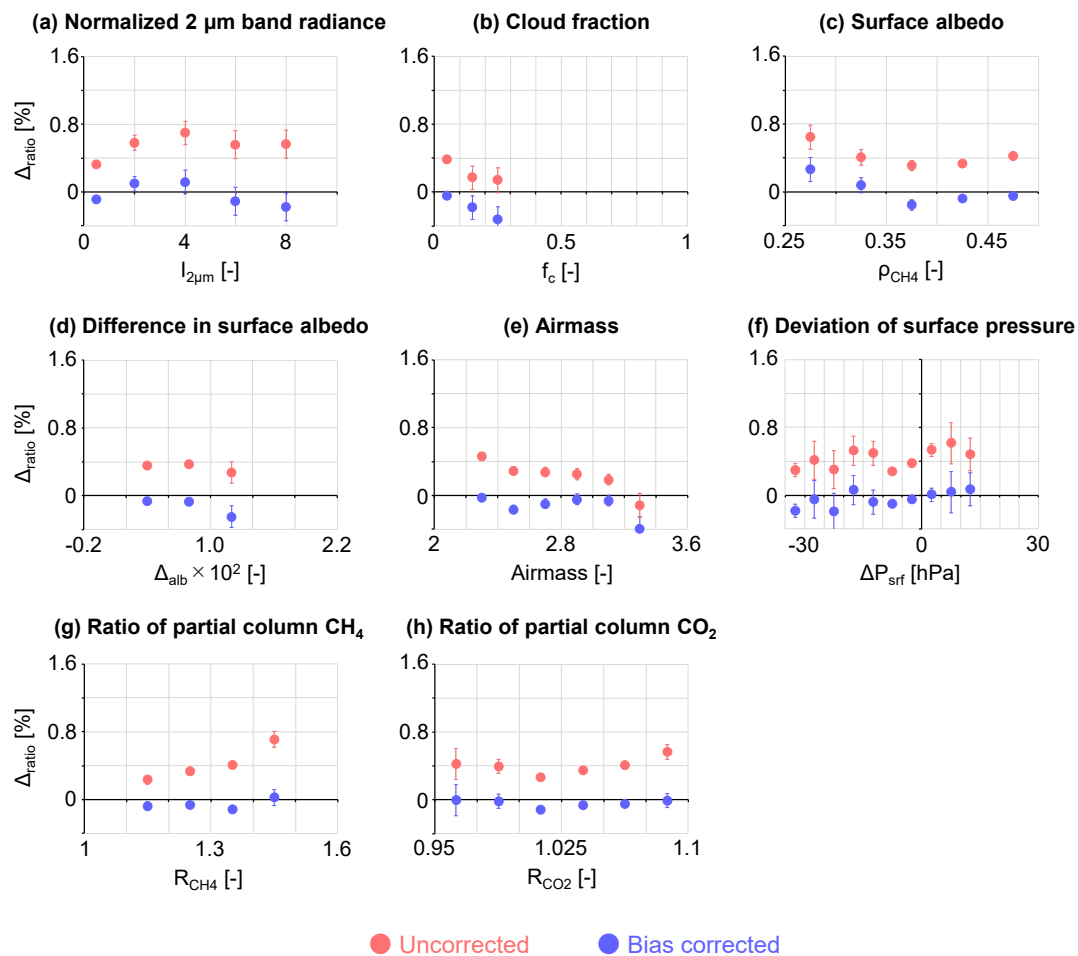 (a) Normalized 2 µm band radiance
(b) Cloud fraction
(c) Surface albedo
Δratio [%]
1.6
0.8
0
0 4 8
I2µm [-]
1.6
0.8
0
0 0.5 1
fc [-]
1.6
0.8
0
0.25 0.35 0.45
ρCH4 [-]
(d) Difference in surface albedo
(e) Airmass
(f) Deviation of surface pressure
Δratio [%]
1.6
0.8
0
-0.2 1.0 2.2
Δalb × 10² [-]
1.6
0.8
0
2 2.8 3.6
Airmass [-]
1.6
0.8
0
-30 0 30
ΔPsrf [hPa]
(g) Ratio of partial column CH4
(h) Ratio of partial column CO2
Δratio [%]
1.6
0.8
0
1 1.3 1.6
RCH4 [-]
1.6
0.8
0
0.95 1.025 1.1
RCO2 [-]
Uncorrected
Bias corrected